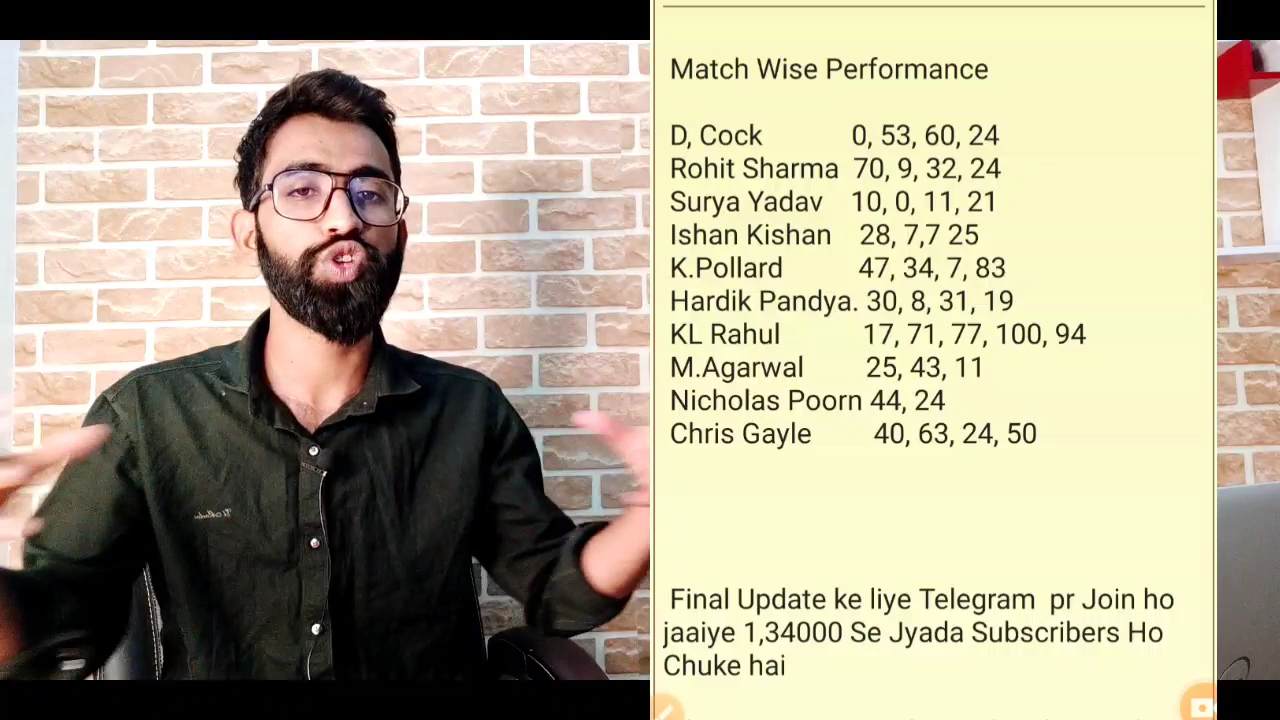 Match Wise Performance
D, Cock 0, 53, 60, 24
Rohit Sharma 70, 9, 32, 24
Surya Yadav 10, 0, 11, 21
Ishan Kishan 28, 7,7 25
K.Pollard 47, 34, 7, 83
Hardik Pandya. 30, 8, 31, 19
KL Rahul 17, 71, 77, 100, 94
M.Agarwal 25, 43, 11
Nicholas Poorn 44, 24
Chris Gayle 40, 63, 24, 50
Final Update ke liye Telegram pr Join ho
jaaiye 1,34000 Se Jyada Subscribers Ho
Chuke hai